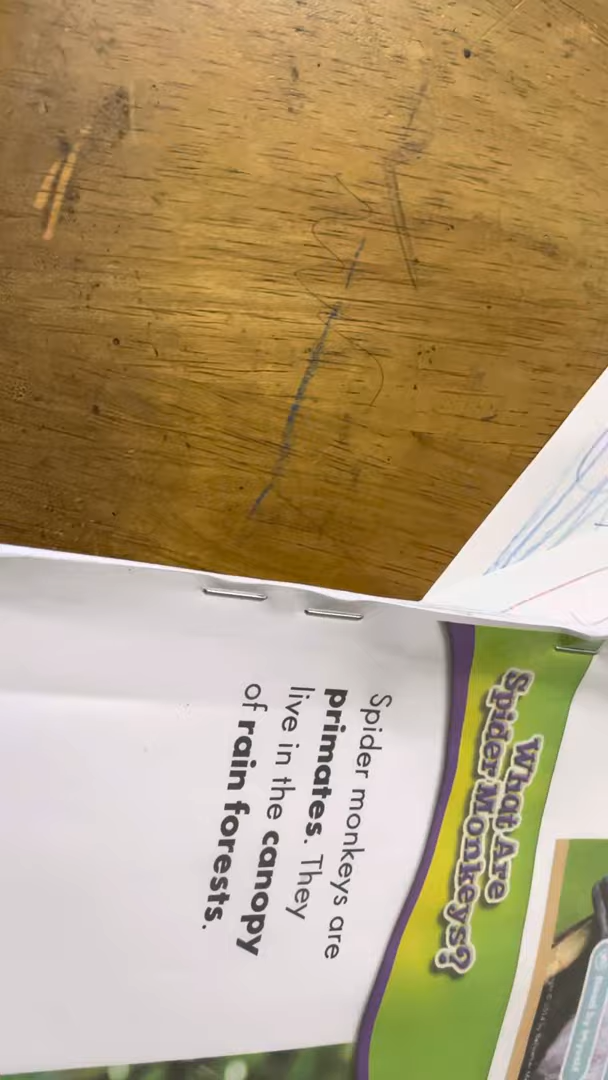 What Are
Spider Monkeys?
Spider monkeys are
primates. They
live in the canopy
of rain forests.